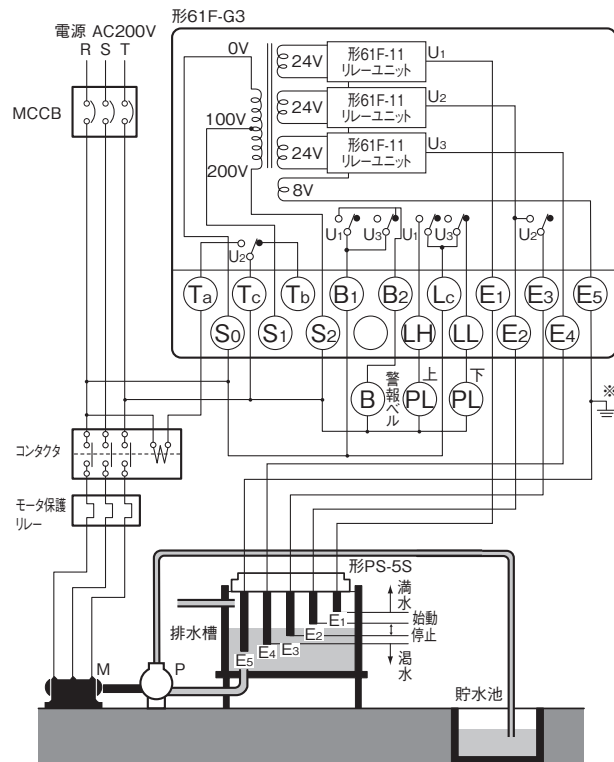 形61F-G3
電源 AC200V
R S T
MCCB
0V
100V
200V
24V
形61F-11
リレーユニット
U1
24V
形61F-11
リレーユニット
U2
24V
形61F-11
リレーユニット
U3
8V
U2
U1
U3
U1
U3
U2
Ta Tc Tb B1 B2 Lc E1 E3 E5
S0 S1 S2 LH LL E2 E4
B
警報ベル
PL
上
PL
下
※
コンタクタ
モータ保護
リレー
形PS-5S
満水
始動
停止
渇水
排水槽
E1
E2
E3
E4
E5
M
P
貯水池